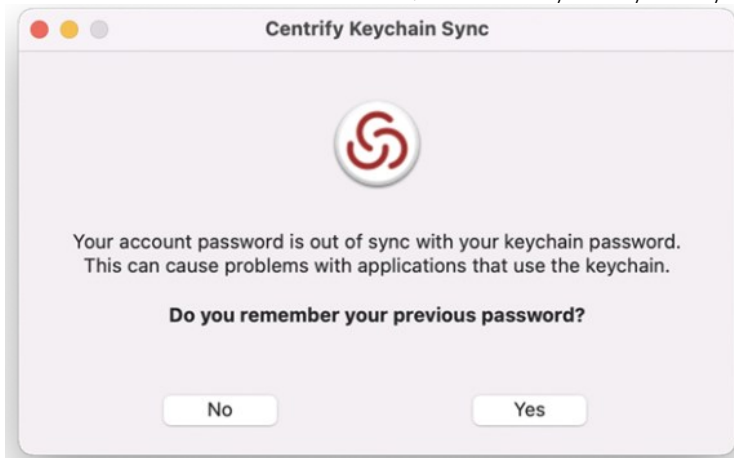 Centrify Keychain Sync
Your account password is out of sync with your keychain password.
This can cause problems with applications that use the keychain.
Do you remember your previous password?
No
Yes